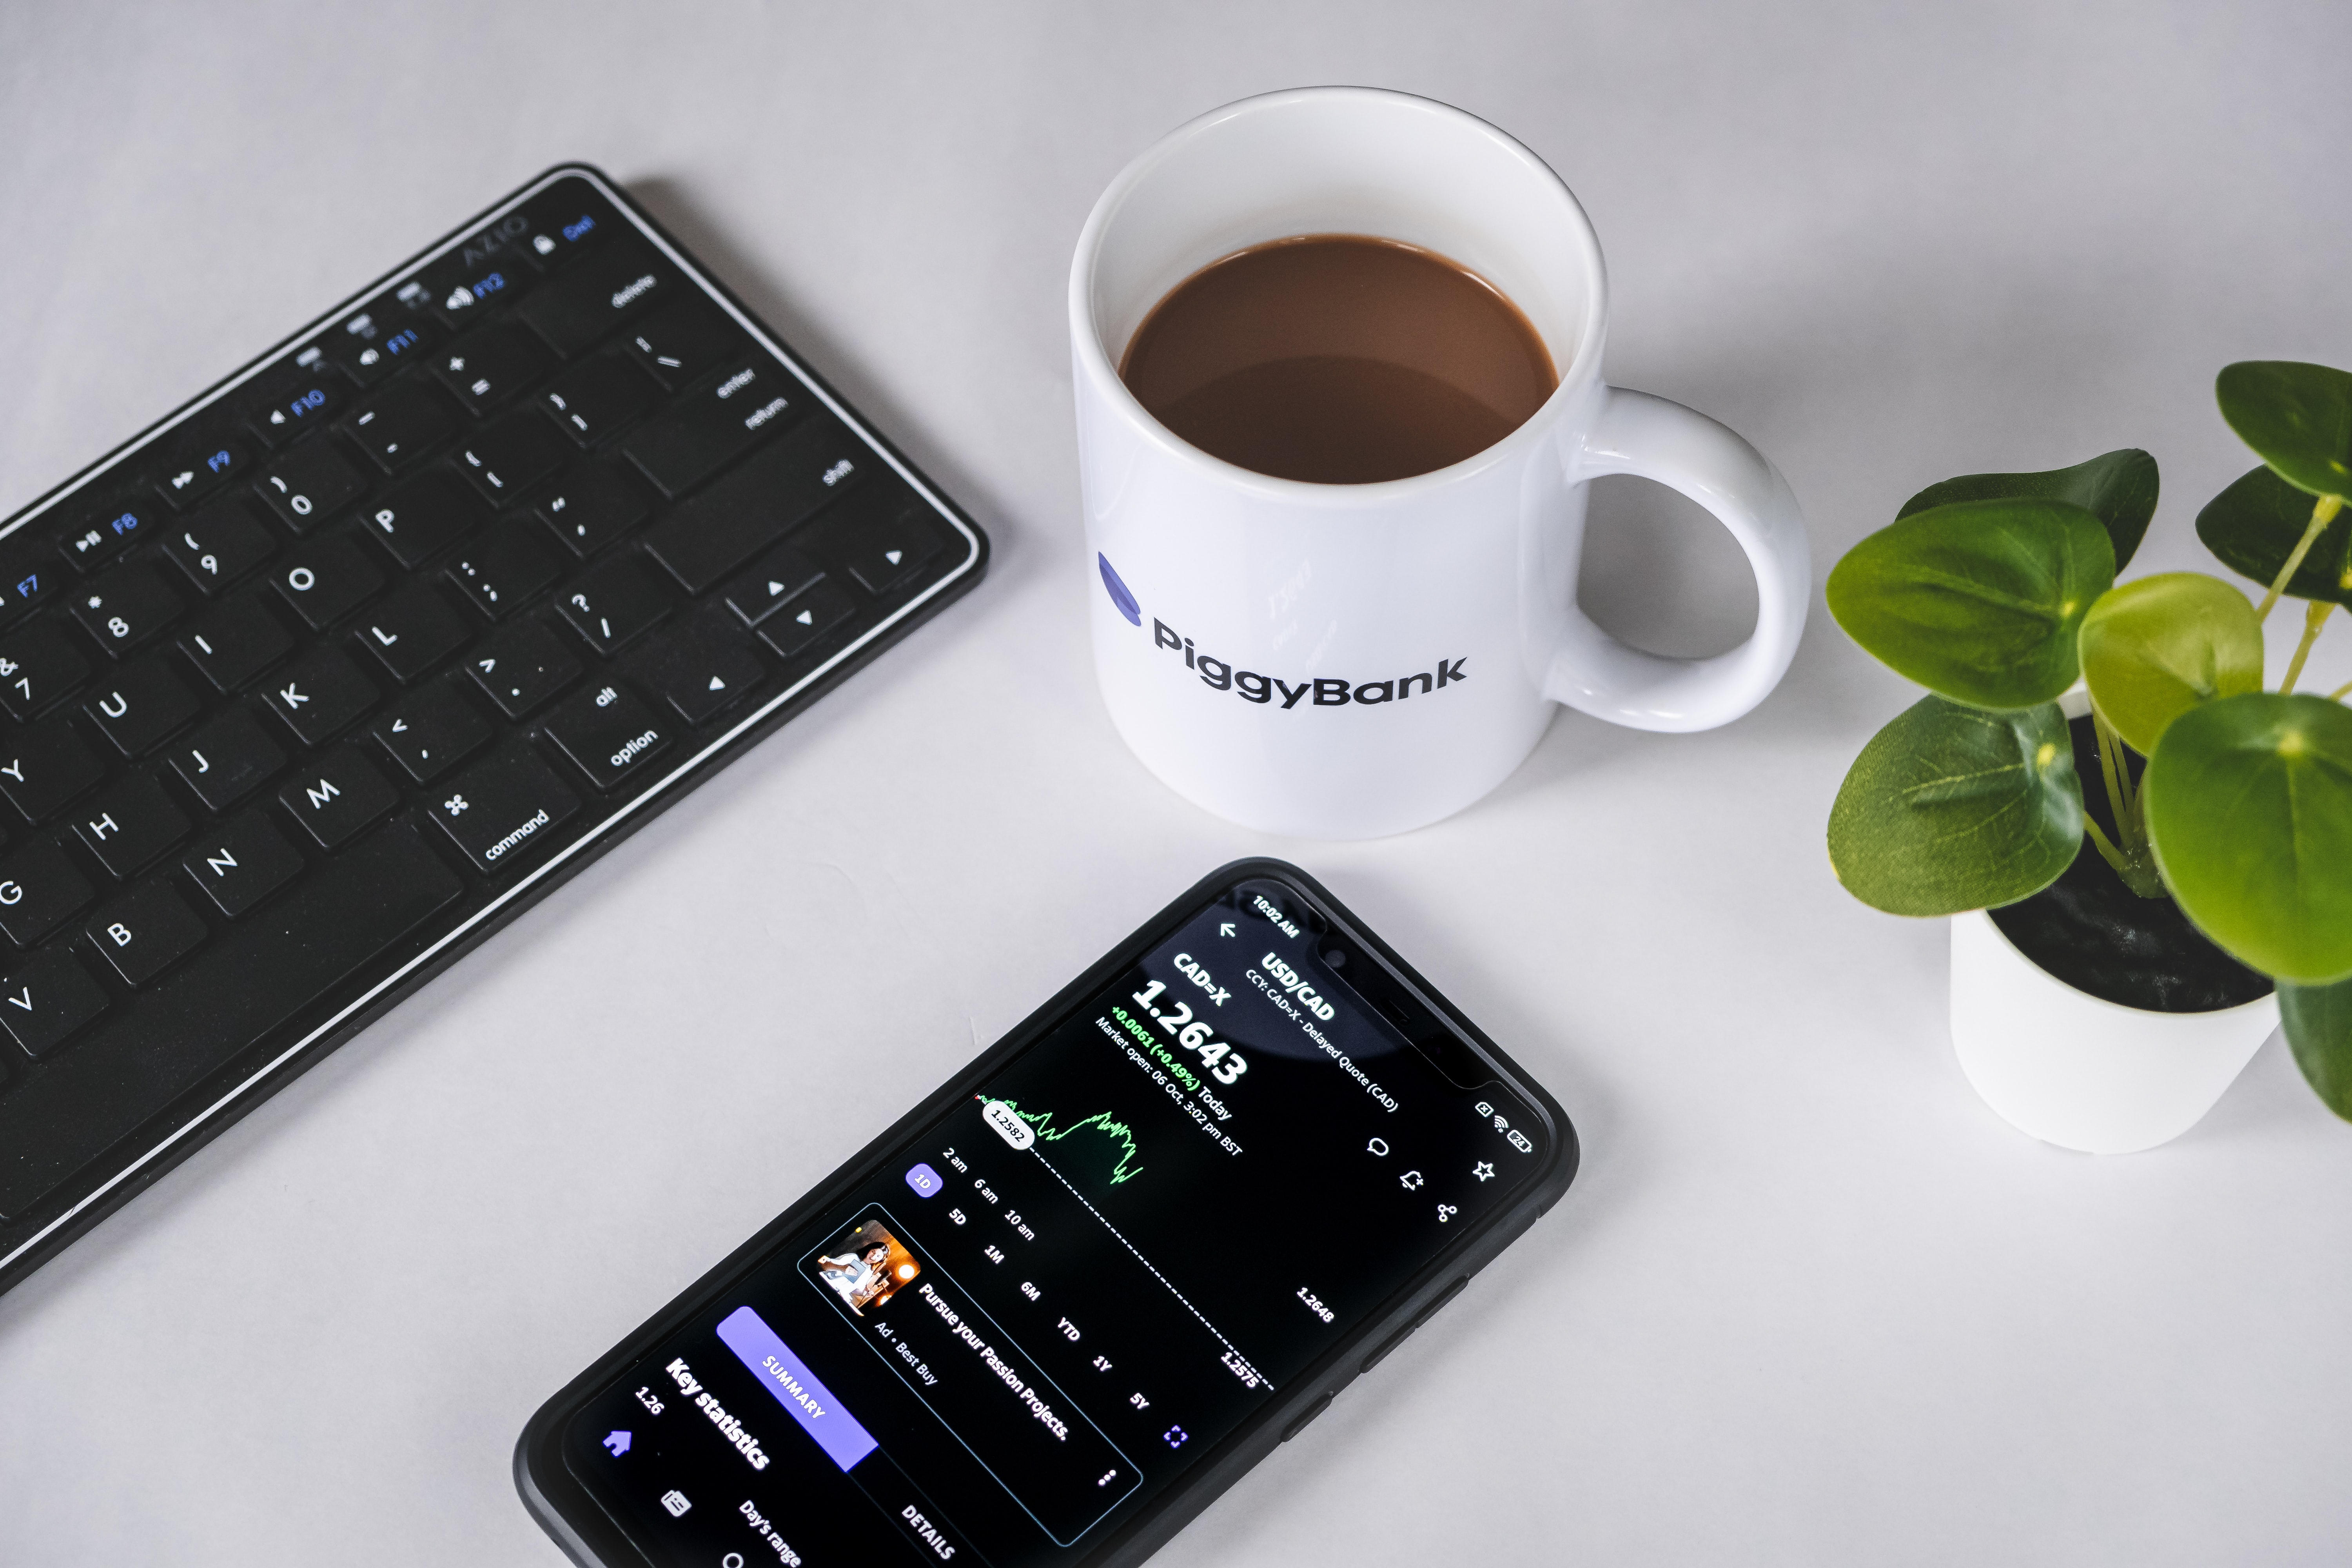 AZIO
F7
F8
F9
F10
F11
F12
Del
& 7
* 8
( 9
) 0
_ -
+ =
delete
Y
U
I
O
P
{ [
} ]
| \
G
H
J
K
L
: ;
" '
enter
return
V
B
N
M
< ,
> .
? /
shift
⌘
command
alt
option
PiggyBank
10:02 AM
24
USD/CAD
CCY: CAD=X - Delayed Quote (CAD)
CAD=X
1.2643
+0.0061 (+0.49%) Today
Market open: 06 Oct, 3:02 pm BST
1.2648
1.2582
1.2575
2 am 6 am 10 am
1D 5D 1M 6M YTD 1Y 5Y
Pursue your Passion Projects.
Ad • Best Buy
SUMMARY DETAILS
Key statistics
1.26
Day's range